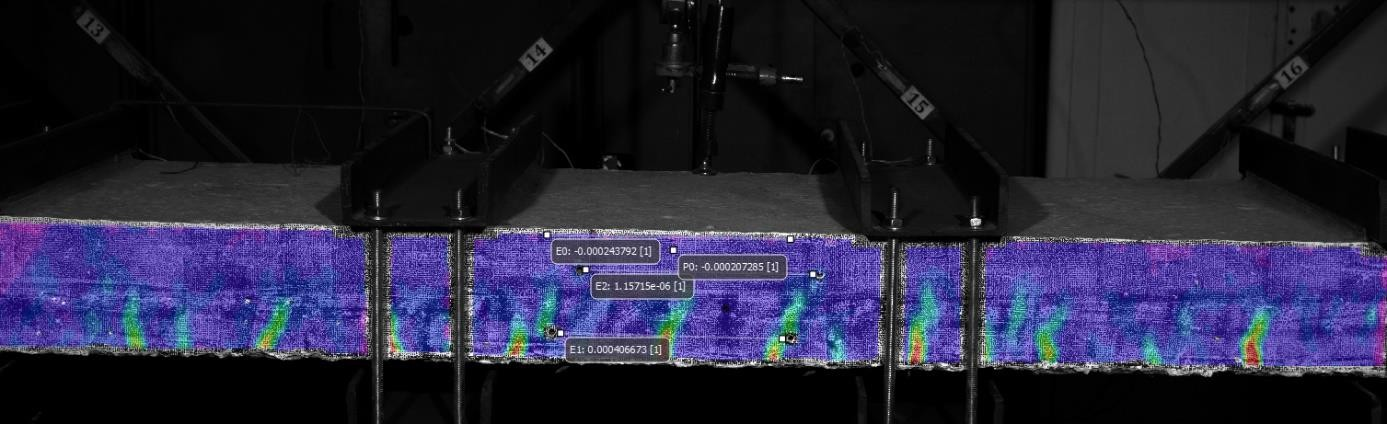 13
14
15
16
E0: -0.000243792 [1]
P0: -0.000207285 [1]
E2: 1.15715e-06 [1]
E1: 0.000406673 [1]